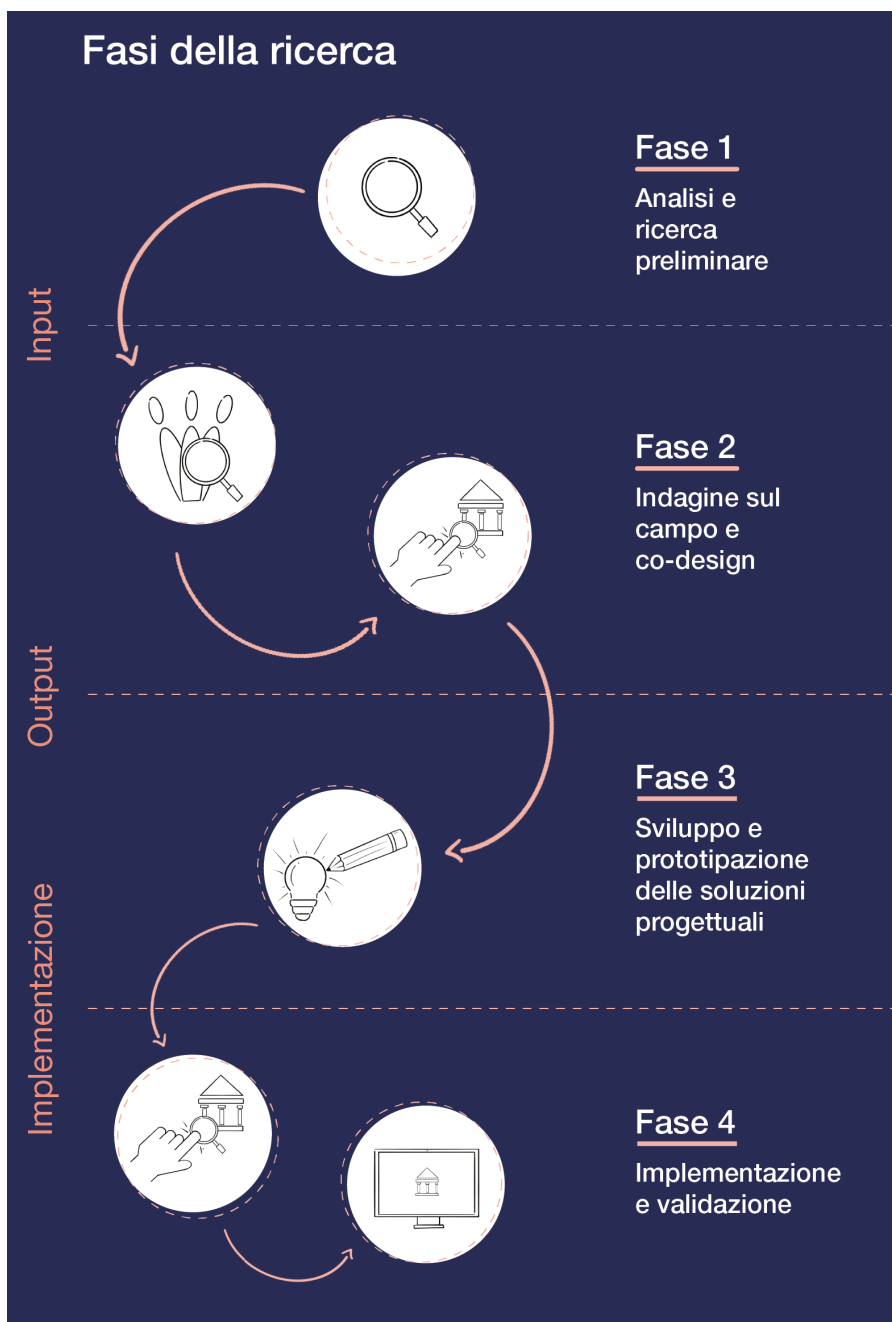 Fasi della ricerca
Fase 1
Analisi e
ricerca
preliminare
Input
Fase 2
Indagine sul
campo e
co-design
Output
Fase 3
Sviluppo e
prototipazione
delle soluzioni
progettuali
Implementazione
Fase 4
Implementazione
e validazione